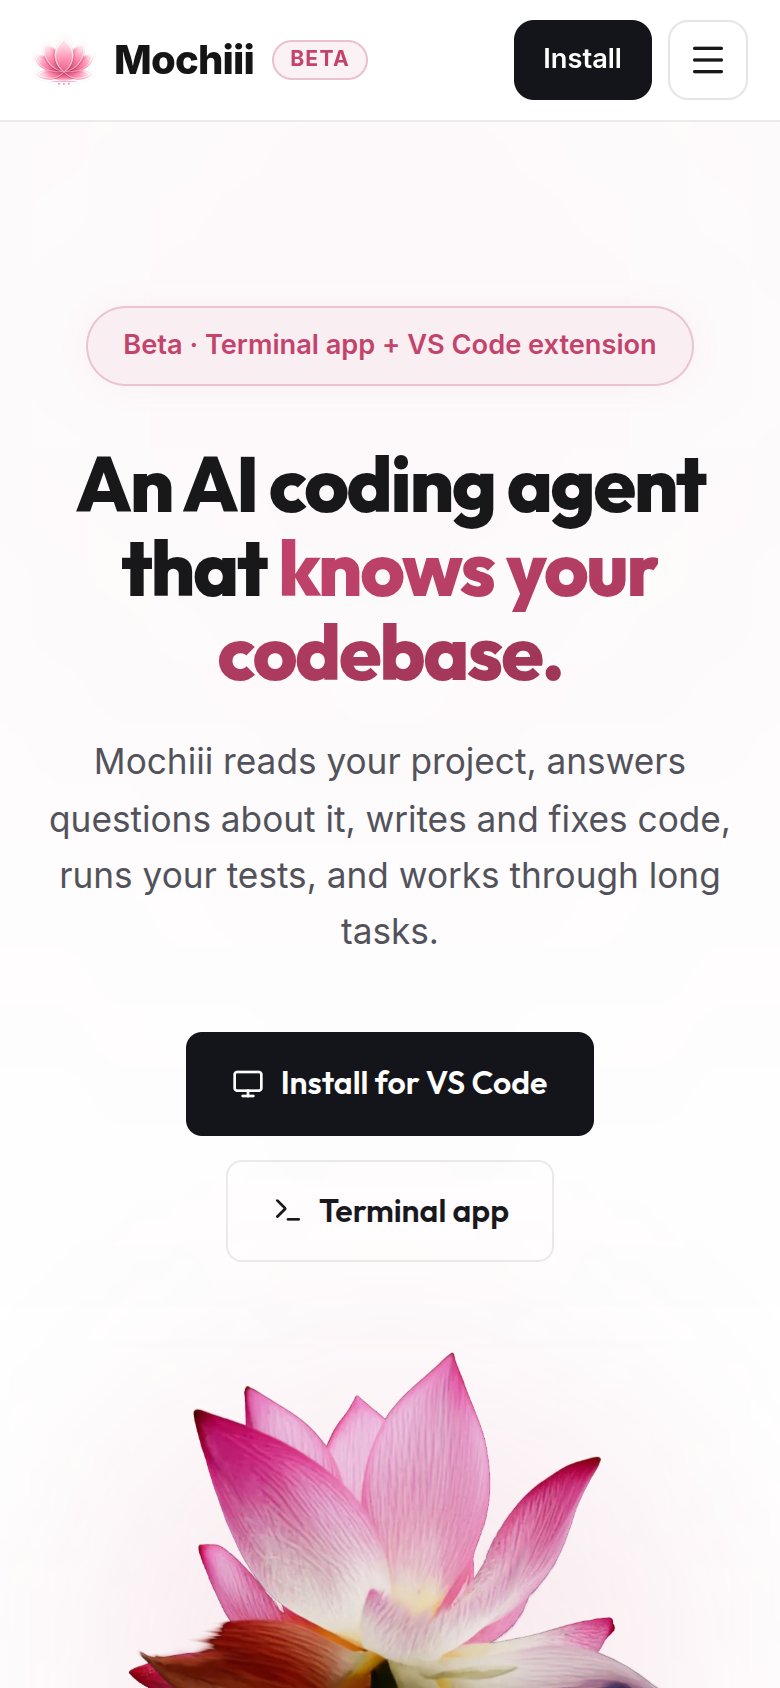 Mochiii
BETA
Install
Beta · Terminal app + VS Code extension
An AI coding agent
that knows your
codebase.
Mochiii reads your project, answers
questions about it, writes and fixes code,
runs your tests, and works through long
tasks.
Install for VS Code
Terminal app